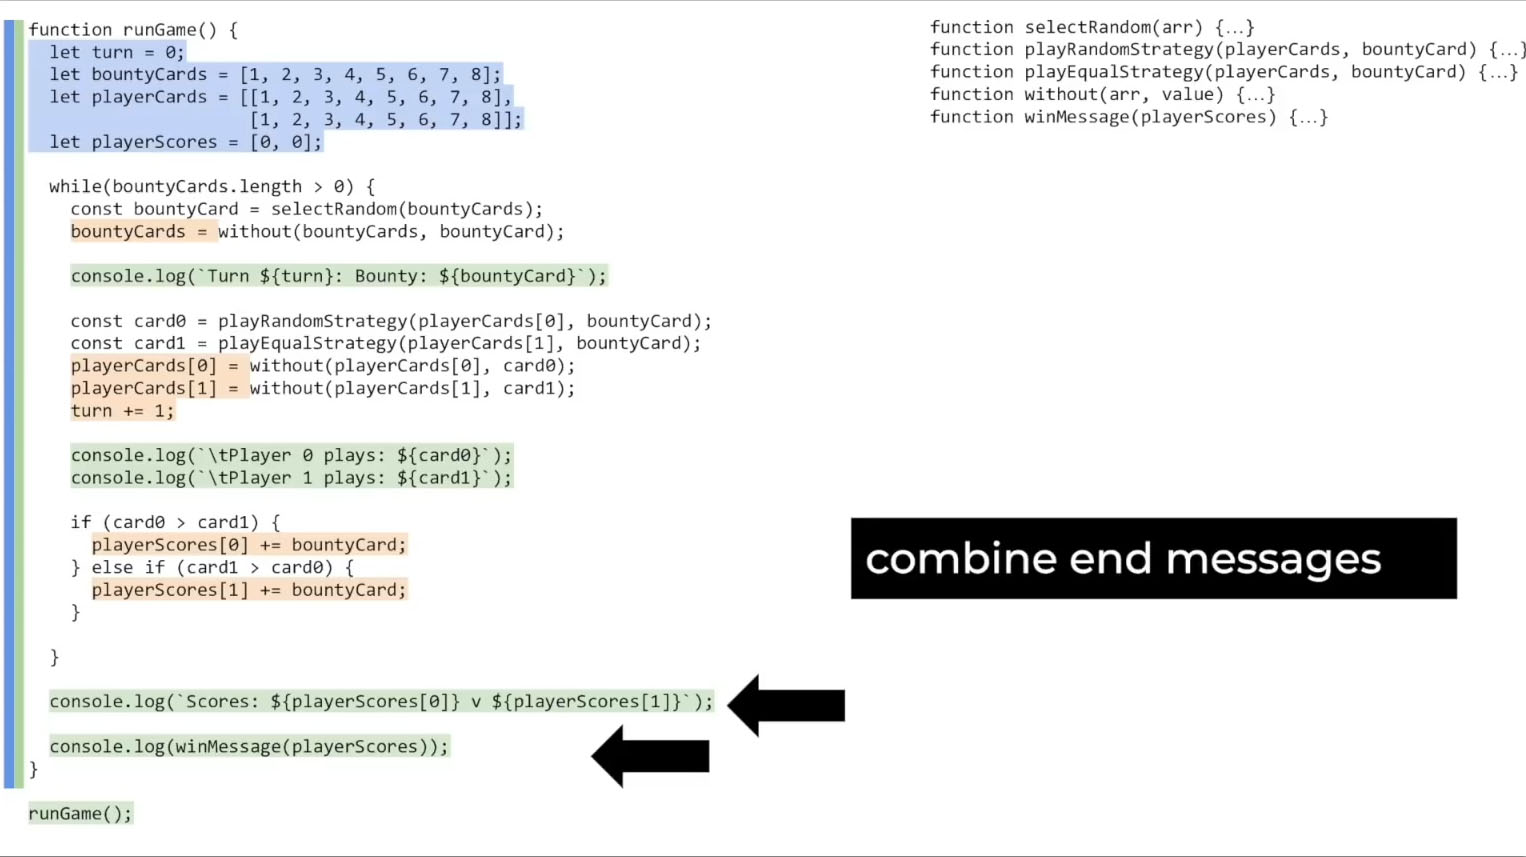 function runGame() {
let turn = 0;
let bountyCards = [1, 2, 3, 4, 5, 6, 7, 8];
let playerCards = [[1, 2, 3, 4, 5, 6, 7, 8],
[1, 2, 3, 4, 5, 6, 7, 8]];
let playerScores = [0, 0];
while(bountyCards.length > 0) {
const bountyCard = selectRandom(bountyCards);
bountyCards = without(bountyCards, bountyCard);
console.log(`Turn ${turn}: Bounty: ${bountyCard}`);
const card0 = playRandomStrategy(playerCards[0], bountyCard);
const card1 = playEqualStrategy(playerCards[1], bountyCard);
playerCards[0] = without(playerCards[0], card0);
playerCards[1] = without(playerCards[1], card1);
turn += 1;
console.log(`\tPlayer 0 plays: ${card0}`);
console.log(`\tPlayer 1 plays: ${card1}`);
if (card0 > card1) {
playerScores[0] += bountyCard;
} else if (card1 > card0) {
playerScores[1] += bountyCard;
}
}
console.log(`Scores: ${playerScores[0]} v ${playerScores[1]}`);
console.log(winMessage(playerScores));
}
runGame();
function selectRandom(arr) {…}
function playRandomStrategy(playerCards, bountyCard) {…}
function playEqualStrategy(playerCards, bountyCard) {…}
function without(arr, value) {…}
function winMessage(playerScores) {…}
combine end messages